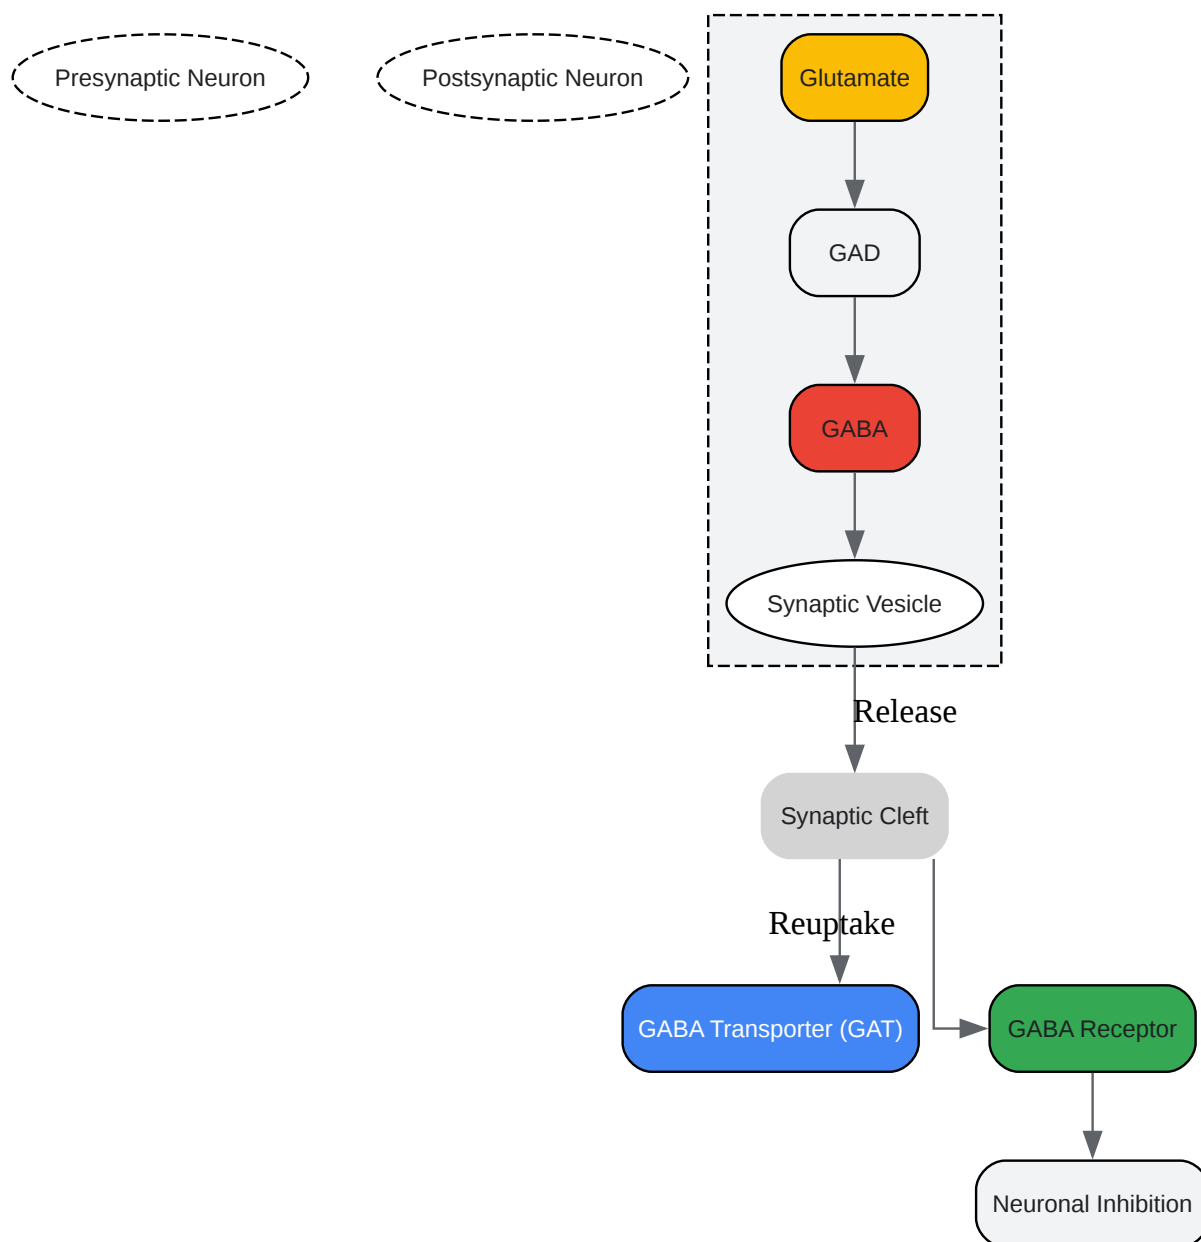 Presynaptic Neuron
Postsynaptic Neuron
Glutamate
GAD
GABA
Synaptic Vesicle
Release
Synaptic Cleft
Reuptake
GABA Transporter (GAT)
GABA Receptor
Neuronal Inhibition